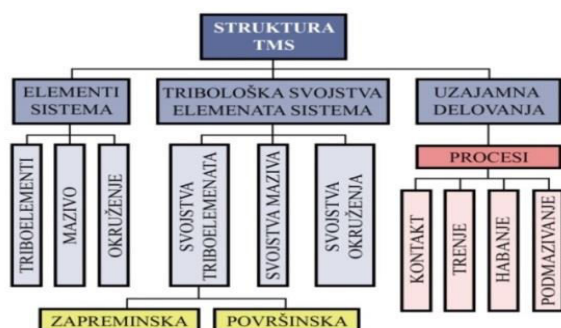 STRUKTURA
TMS
ELEMENTI
SISTEMA
TRIBOLOŠKA SVOJSTVA
ELEMENATA SISTEMA
UZAJAMNA
DELOVANJA
TRIBOELEMENTI
MAZIVO
OKRUŽENJE
SVOJSTVA
TRIBOELEMENATA
SVOJSTVA MAZIVA
SVOJSTVA
OKRUŽENJA
PROCESI
KONTAKT
TRENJE
HABANJE
PODMAZIVANJE
ZAPREMINSKA
POVRŠINSKA